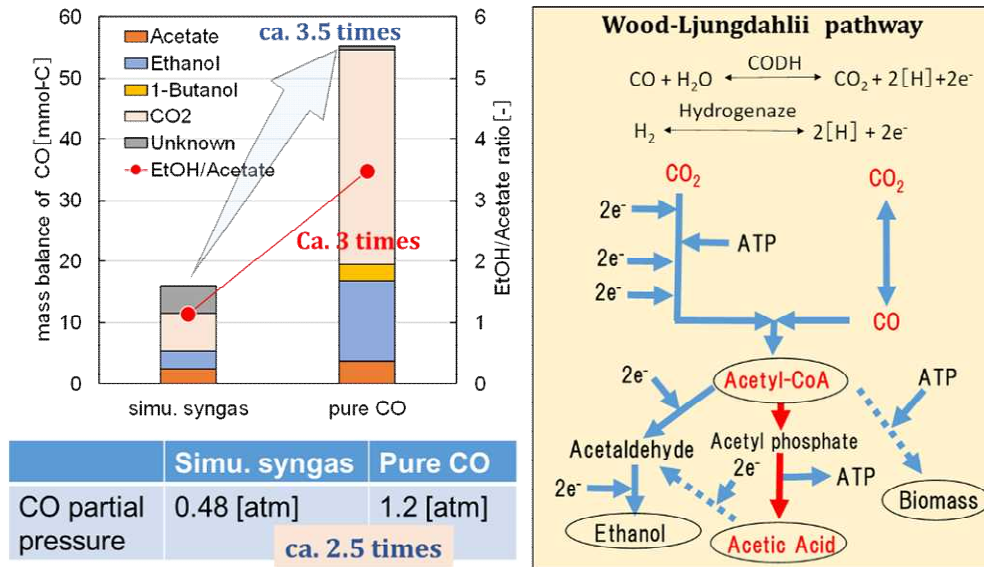 mass balance of CO [mmol-C]
60
50
40
30
20
10
0
Acetate
Ethanol
1-Butanol
CO2
Unknown
EtOH/Acetate
ca. 3.5 times
Ca. 3 times
6
5
4
3
2
1
0
EtOH/Acetate ratio [-]
simu. syngas
pure CO
Simu. syngas
Pure CO
CO partial
pressure
0.48 [atm]
1.2 [atm]
ca. 2.5 times
Wood-Ljungdahlii pathway
CO + H₂O
CODH
CO₂ + 2 [H] +2e⁻
Hydrogenaze
H₂
2[H] + 2e⁻
CO₂
CO₂
2e⁻
ATP
2e⁻
2e⁻
CO
Acetyl-CoA
2e⁻
ATP
Acetaldehyde
Acetyl phosphate
2e⁻
ATP
2e⁻
Biomass
Ethanol
Acetic Acid